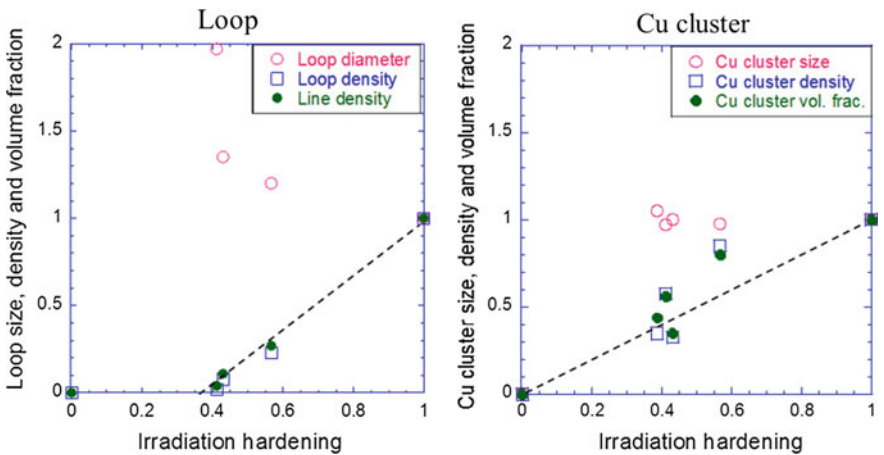 Loop
Loop size, density and volume fraction
2
1.5
1
0.5
0
Loop diameter
Loop density
Line density
0 0.2 0.4 0.6 0.8 1
Irradiation hardening
Cu cluster
Cu cluster size, density and volume fraction
2
1.5
1
0.5
0
Cu cluster size
Cu cluster density
Cu cluster vol. frac.
0 0.2 0.4 0.6 0.8 1
Irradiation hardening